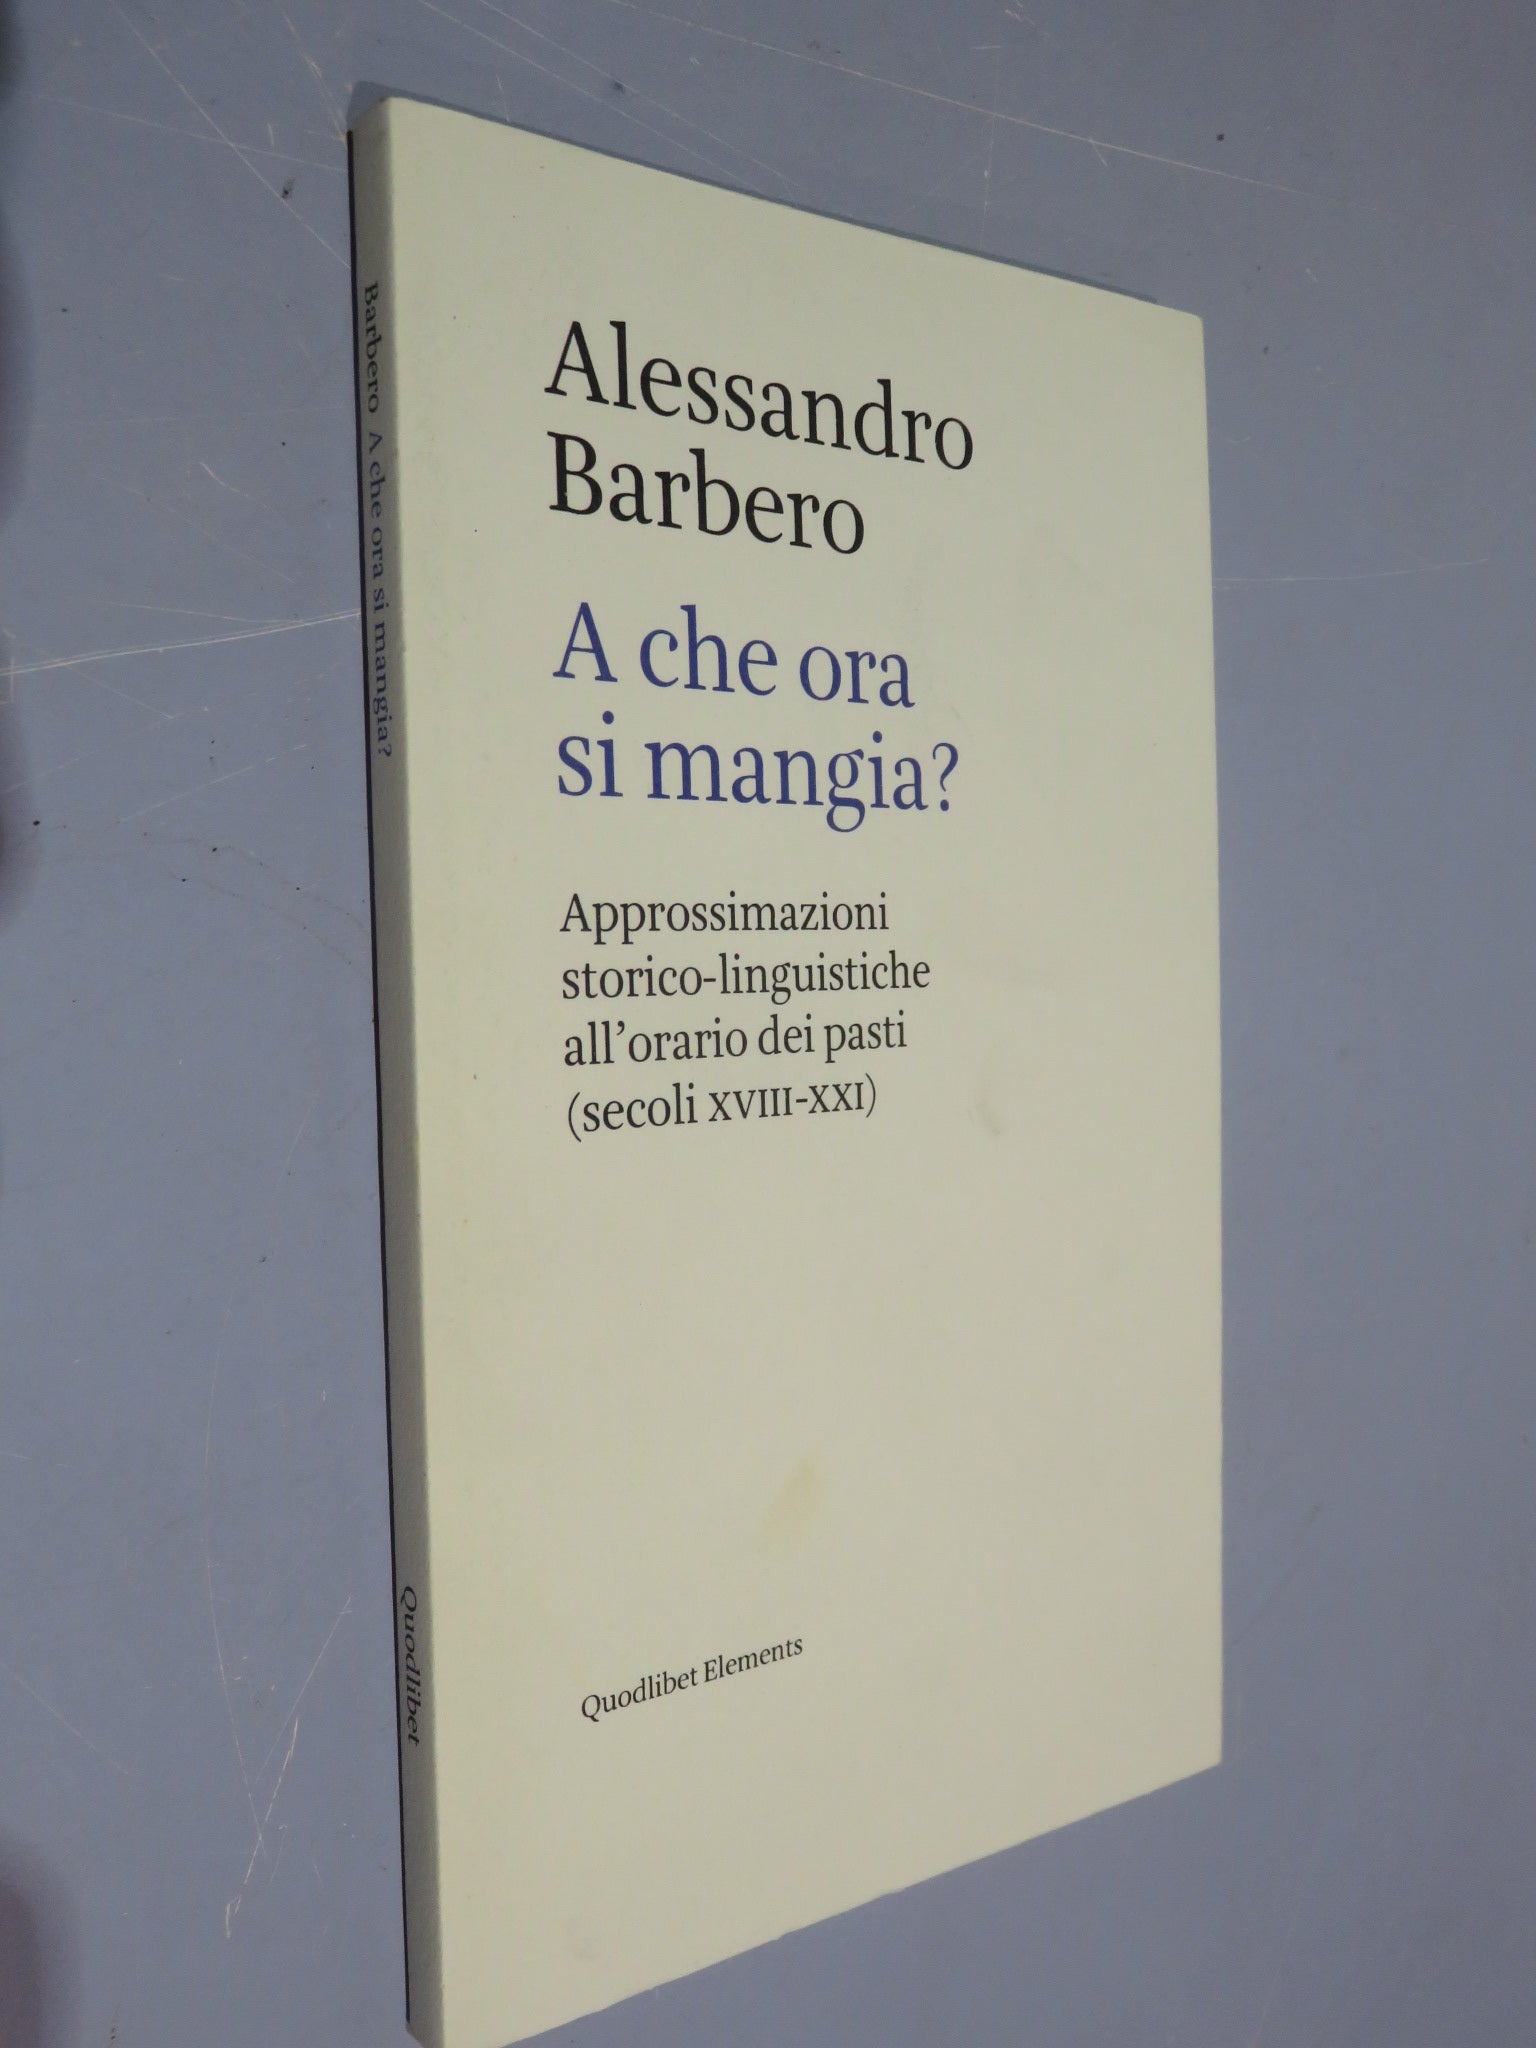 Alessandro
Barbero
A che ora
si mangia?
Approssimazioni
storico-linguistiche
all’orario dei pasti
(secoli XVIII-XXI)
Quodlibet Elements
Barbero A che ora si mangia?
Quodlibet